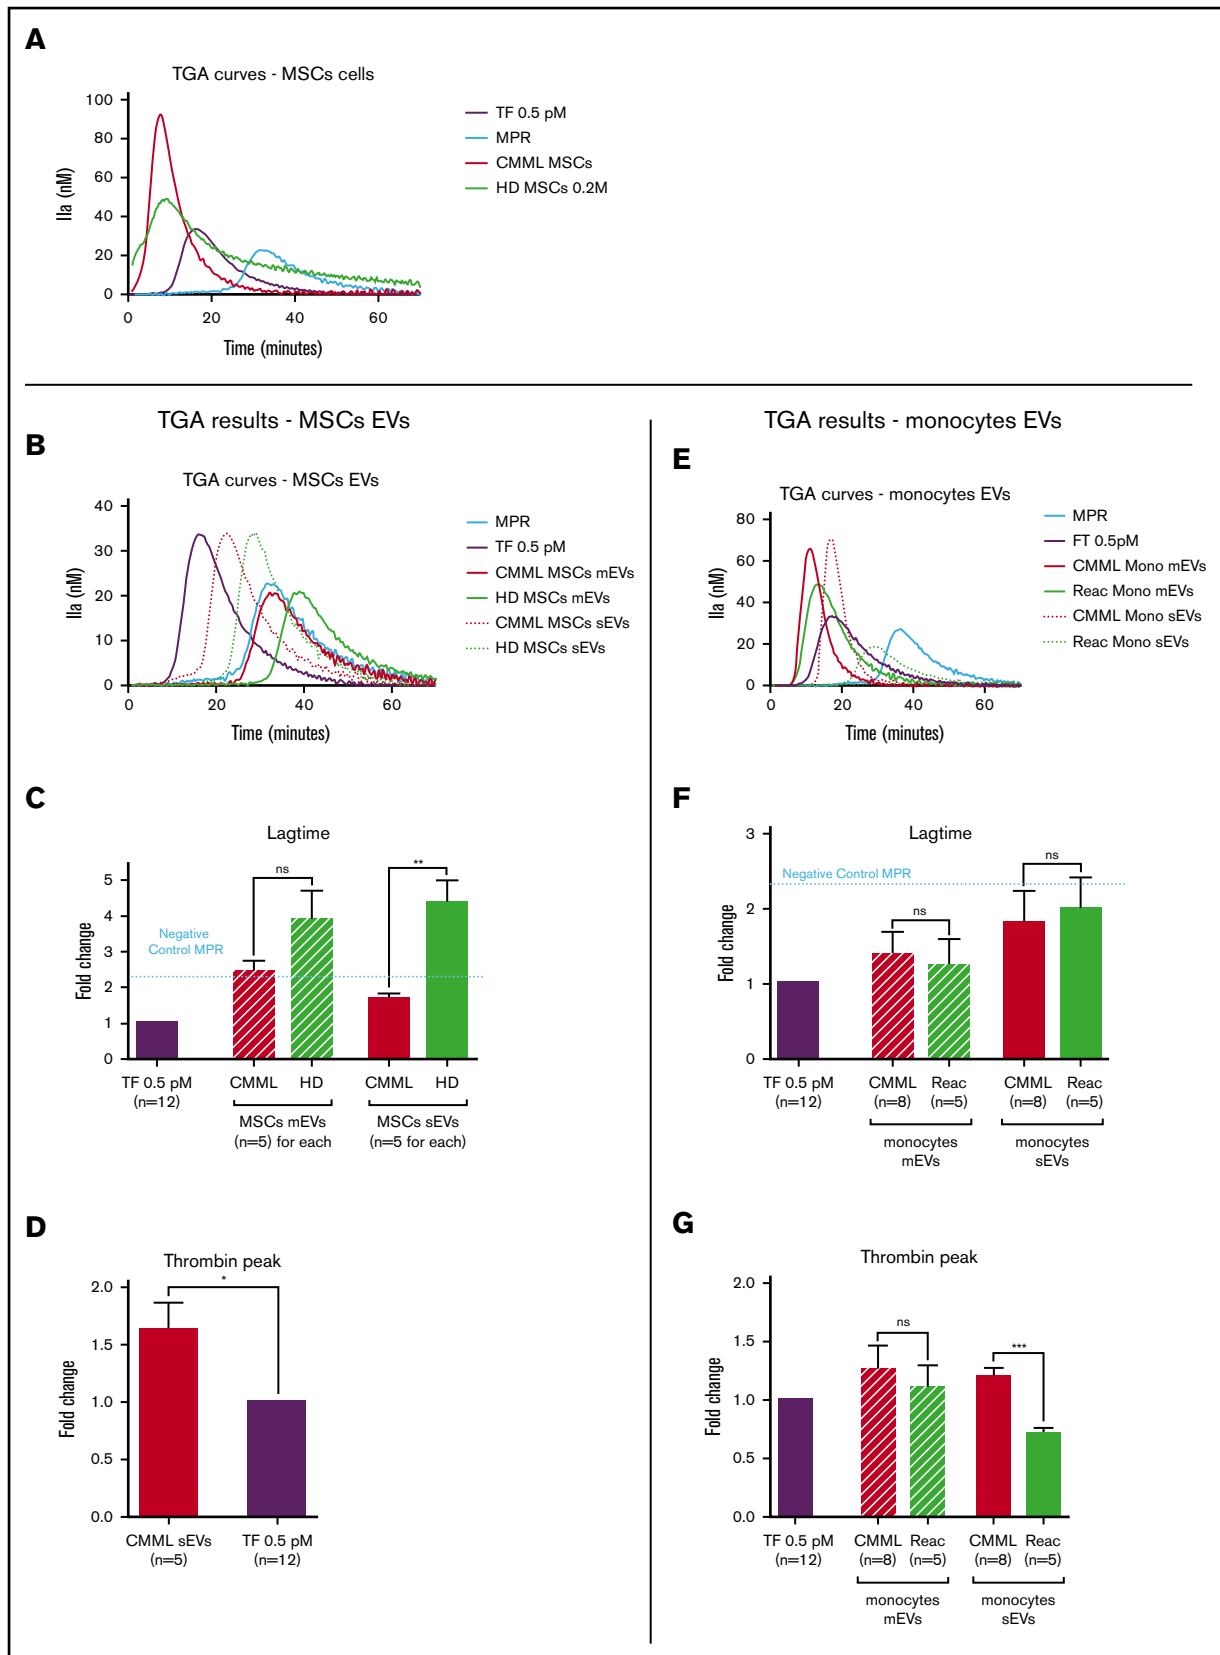 A
TGA curves - MSCs cells
100
80
60
40
20
0
IIa (nM)
0
20
40
60
Time (minutes)
TF 0.5 pM
MPR
CMML MSCs
HD MSCs 0.2M
TGA results - MSCs EVs
B
TGA curves - MSCs EVs
40
30
20
10
0
IIa (nM)
0
20
40
60
Time (minutes)
MPR
TF 0.5 pM
CMML MSCs mEVs
HD MSCs mEVs
CMML MSCs sEVs
HD MSCs sEVs
C
Lagtime
5
4
3
2
1
0
Fold change
Negative
Control MPR
ns
**
TF 0.5 pM
(n=12)
CMML
HD
CMML
HD
MSCs mEVs
(n=5) for each
MSCs sEVs
(n=5 for each)
D
Thrombin peak
2.0
1.5
1.0
0.5
0.0
Fold change
*
CMML sEVs
(n=5)
TF 0.5 pM
(n=12)
TGA results - monocytes EVs
E
TGA curves - monocytes EVs
80
60
40
20
0
IIa (nM)
0
20
40
60
Time (minutes)
MPR
FT 0.5pM
CMML Mono mEVs
Reac Mono mEVs
CMML Mono sEVs
Reac Mono sEVs
F
Lagtime
3
2
1
0
Fold change
Negative Control MPR
ns
ns
TF 0.5 pM
(n=12)
CMML
(n=8)
Reac
(n=5)
CMML
(n=8)
Reac
(n=5)
monocytes
mEVs
monocytes
sEVs
G
Thrombin peak
2.0
1.5
1.0
0.5
0.0
Fold change
ns
***
TF 0.5 pM
(n=12)
CMML
(n=8)
Reac
(n=5)
CMML
(n=8)
Reac
(n=5)
monocytes
mEVs
monocytes
sEVs